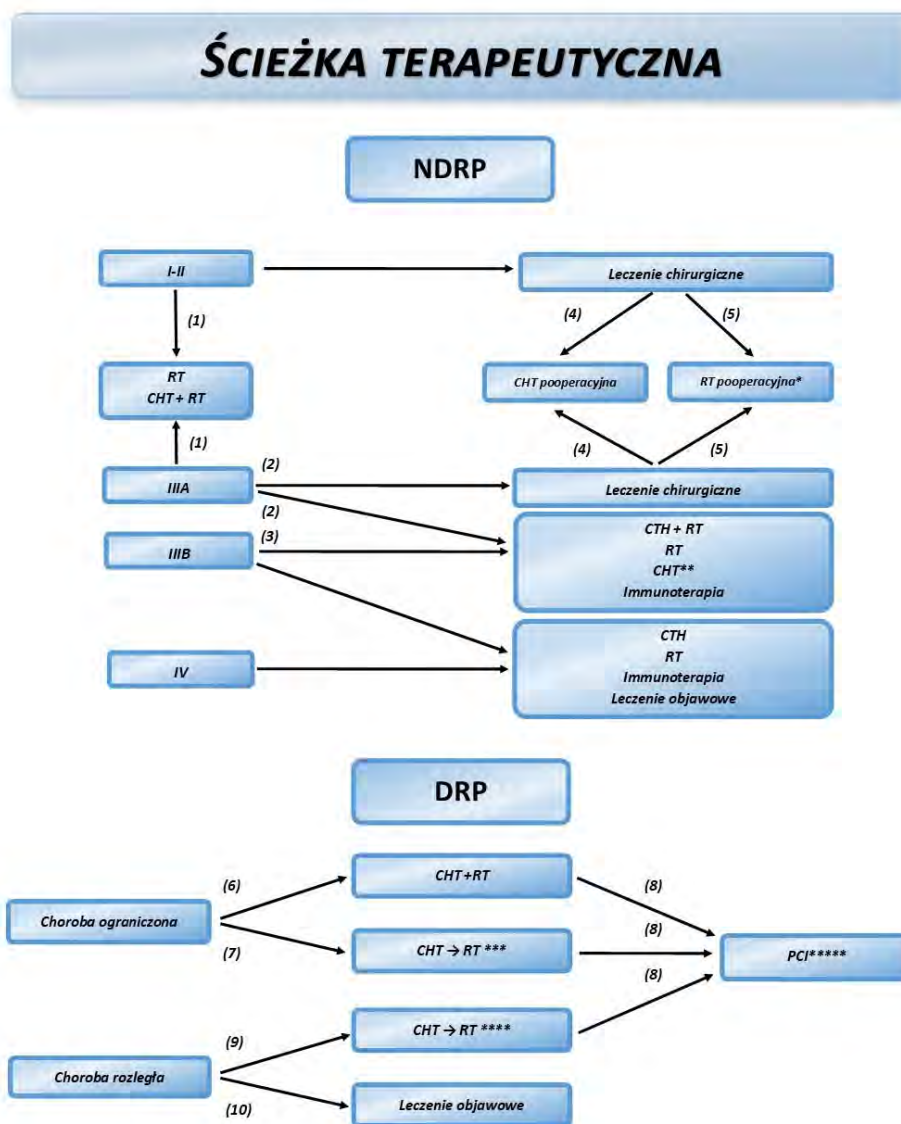 ŚCIEŻKA TERAPEUTYCZNA
NDRP
I-II
Leczenie chirurgiczne
(1)
(4)
(5)
RT
CHT + RT
CHT pooperacyjna
RT pooperacyjna*
(1)
(4)
(5)
IIIA
(2)
Leczenie chirurgiczne
(2)
IIIB
(3)
CTH + RT
RT
CHT**
Immunoterapia
IV
CTH
RT
Immunoterapia
Leczenie objawowe
DRP
Choroba ograniczona
(6)
(7)
CHT+RT
CHT → RT ***
(8)
(8)
(8)
PCI*****
Choroba rozległa
(9)
(10)
CHT → RT ****
Leczenie objawowe